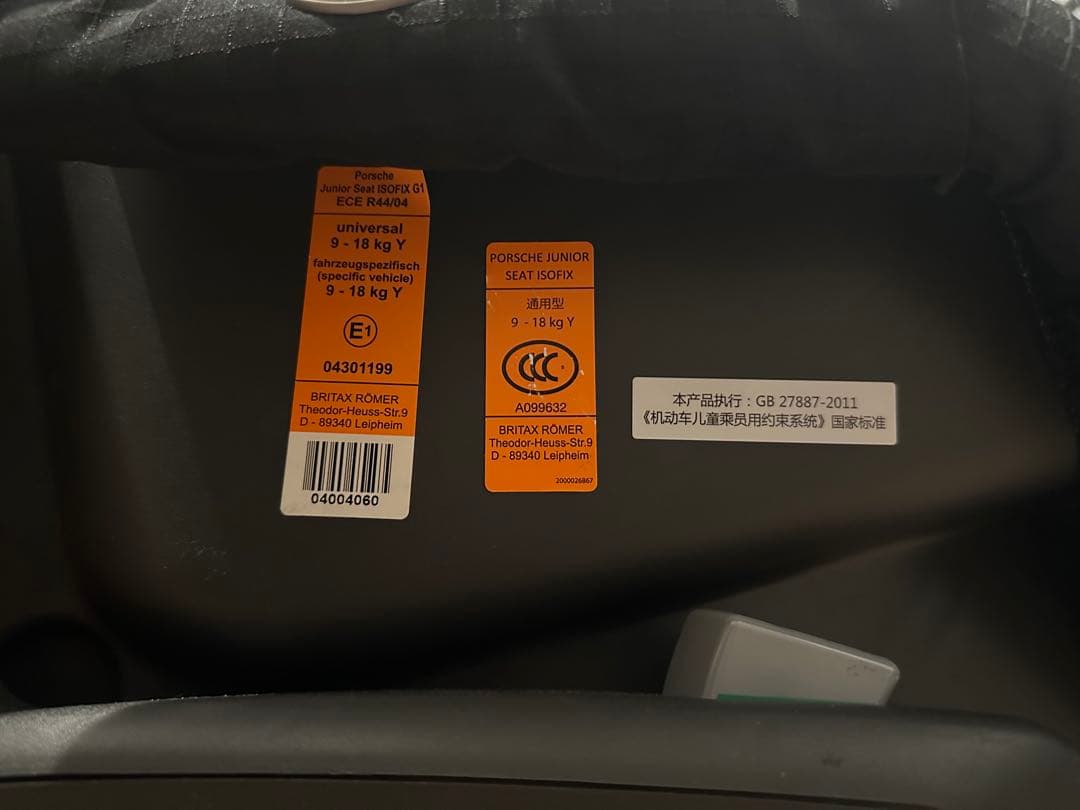 Porsche
Junior Seat ISOFIX G1
ECE R44/04
universal
9 - 18 kg Y
fahrzeugspezifisch
(specific vehicle)
9 - 18 kg Y
E1
04301199
BRITAX RÖMER
Theodor-Heuss-Str.9
D - 89340 Leipheim
04004060
PORSCHE JUNIOR
SEAT ISOFIX
通用型
9 - 18 kg Y
CCC S
A099632
BRITAX RÖMER
Theodor-Heuss-Str.9
D - 89340 Leipheim
2000026867
本产品执行：GB 27887-2011
《机动车儿童乘员用约束系统》国家标准